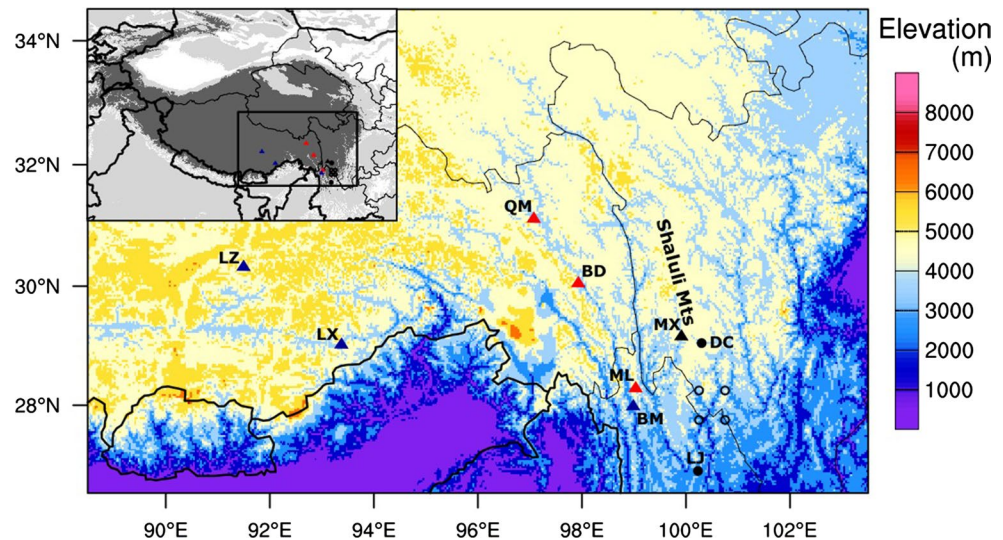 34°N
32°N
30°N
28°N
90°E
92°E
94°E
96°E
98°E
100°E
102°E
QM
LZ
BD
Shaluli Mts
LX
MX
DC
ML
BM
LJ
Elevation
(m)
8000
7000
6000
5000
4000
3000
2000
1000